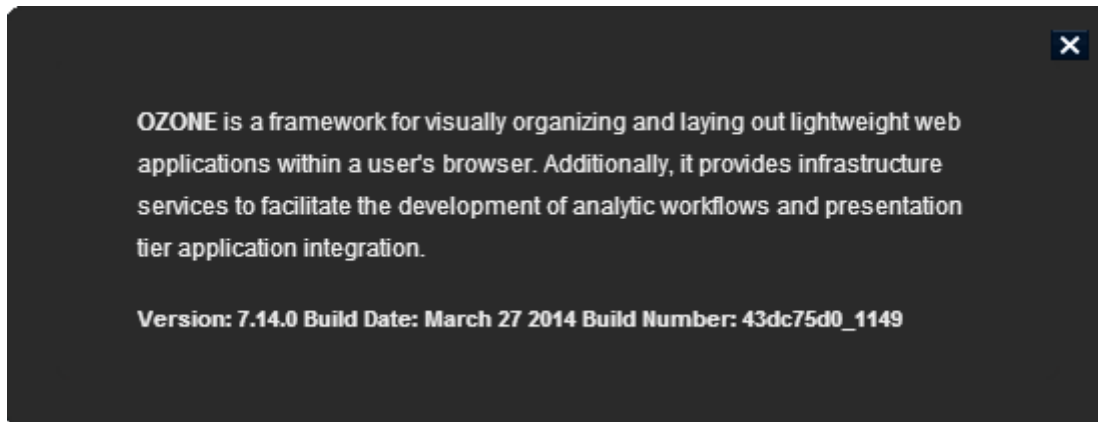 OZONE is a framework for visually organizing and laying out lightweight web
applications within a user's browser. Additionally, it provides infrastructure
services to facilitate the development of analytic workflows and presentation
tier application integration.
Version: 7.14.0 Build Date: March 27 2014 Build Number: 43dc75d0_1149